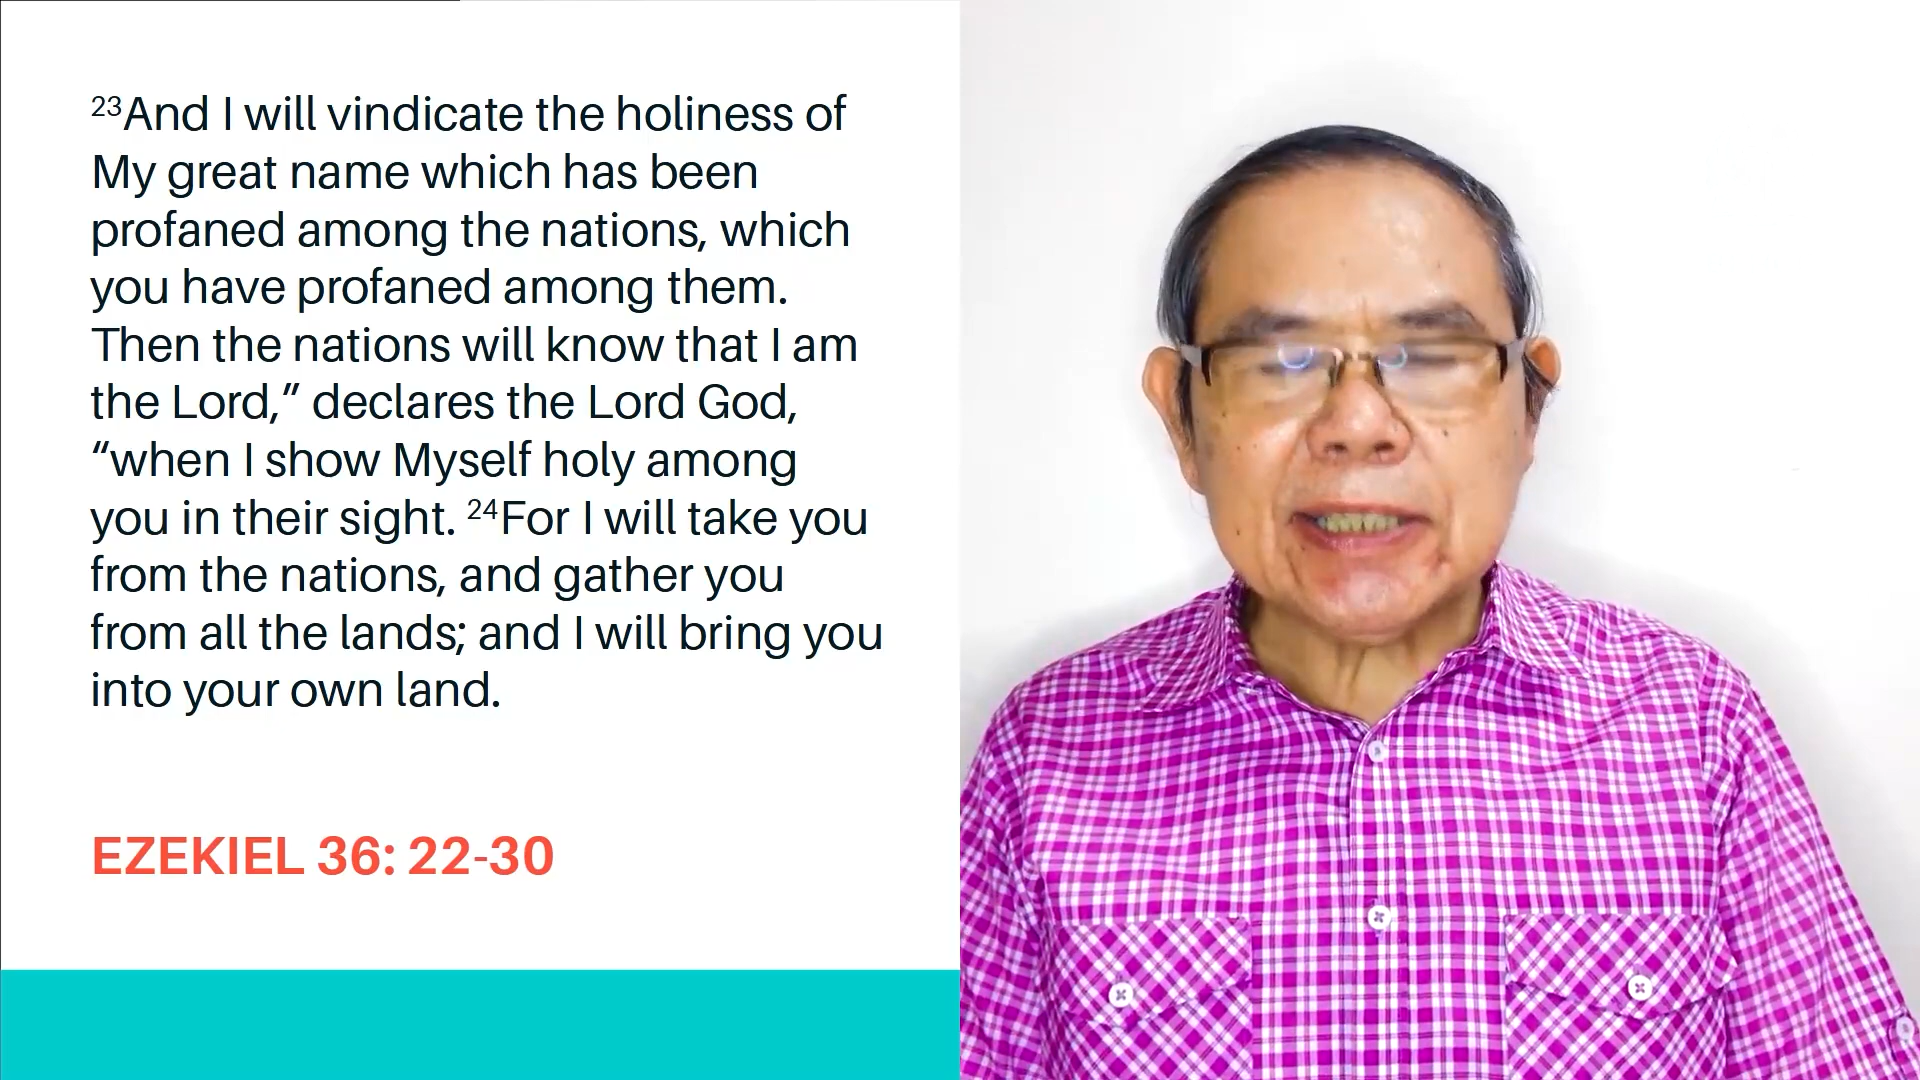 ²³And I will vindicate the holiness of
My great name which has been
profaned among the nations, which
you have profaned among them.
Then the nations will know that I am
the Lord,” declares the Lord God,
“when I show Myself holy among
you in their sight. ²⁴For I will take you
from the nations, and gather you
from all the lands; and I will bring you
into your own land.
EZEKIEL 36: 22-30